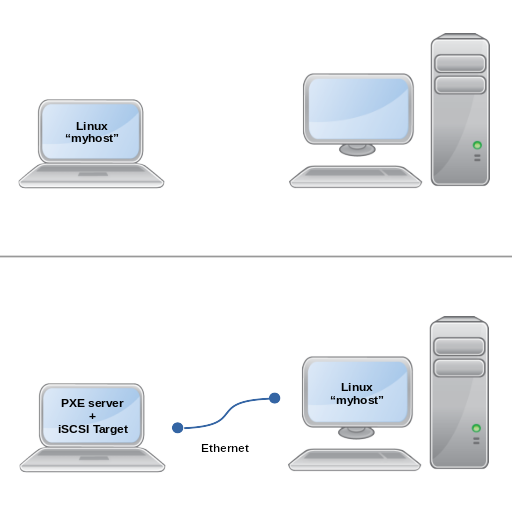 Linux
“myhost”
PXE server
+
iSCSI Target
Linux
“myhost”
Ethernet